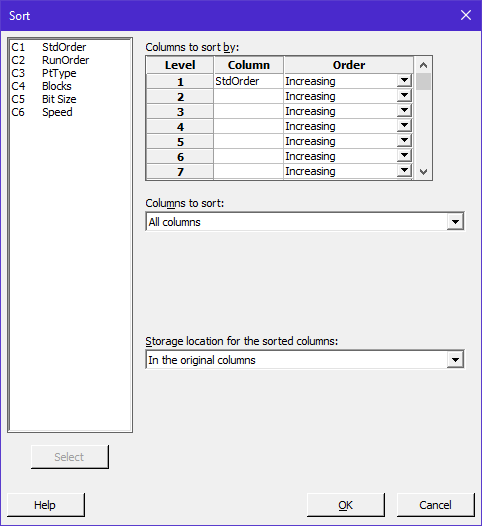 Sort
C1 StdOrder
C2 RunOrder
C3 PtType
C4 Blocks
C5 Bit Size
C6 Speed
Select
Columns to sort by:
Level Column Order
1 StdOrder Increasing
2 Increasing
3 Increasing
4 Increasing
5 Increasing
6 Increasing
7 Increasing
Columns to sort:
All columns
Storage location for the sorted columns:
In the original columns
Help OK Cancel